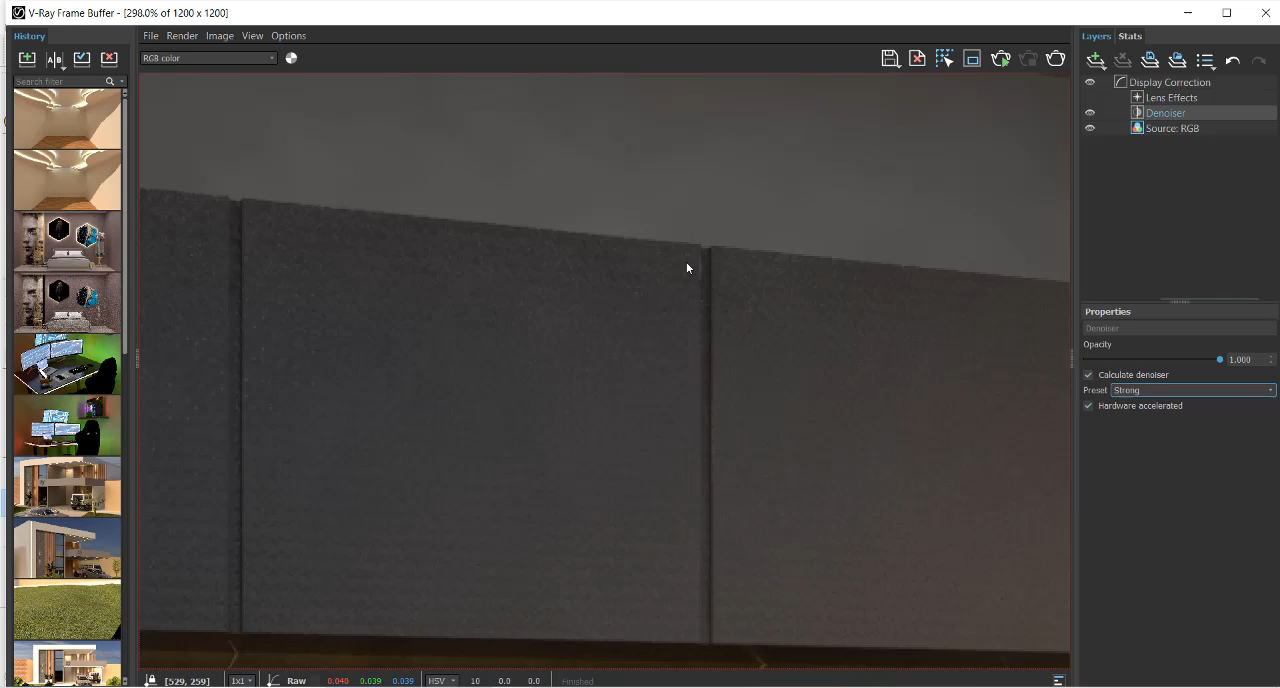 V-Ray Frame Buffer - [298.0% of 1200 x 1200]
History
File Render Image View Options
Layers Stats
A B
RGB color
Search filter
Display Correction
Lens Effects
Denoiser
Source: RGB
Properties
Denoiser
Opacity
1.000
Calculate denoiser
Preset Strong
Hardware accelerated
[529, 259] 1x1 Raw 0.040 0.039 0.039 HSV 10 0.0 0.0 Finished